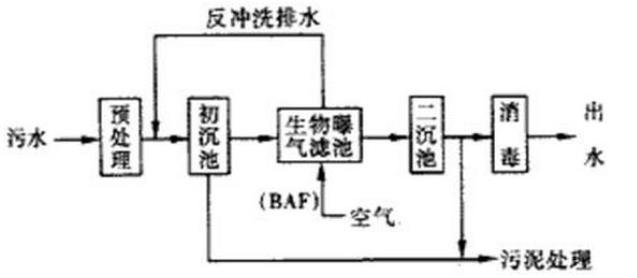 反冲洗排水
污水
预处理
初沉池
生物曝
气滤池
二沉池
消毒
出水
(BAF)
空气
污泥处理